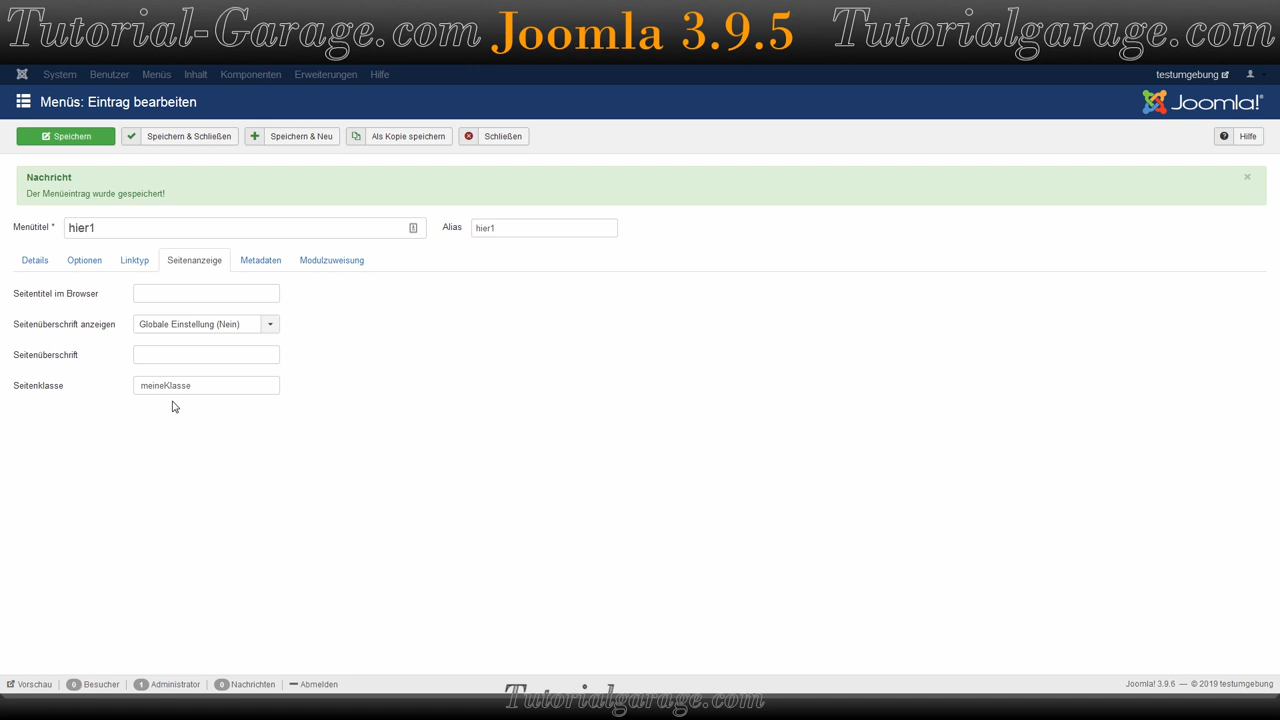 Tutorial-Garage.com Joomla 3.9.5 Tutorialgarage.com
System Benutzer Menüs Inhalt Komponenten Erweiterungen Hilfe testumgebung
Menüs: Eintrag bearbeiten Joomla!®
Speichern Speichern & Schließen Speichern & Neu Als Kopie speichern Schließen Hilfe
Nachricht
Der Menüeintrag wurde gespeichert!
Menütitel * hier1 Alias hier1
Details Optionen Linktyp Seitenanzeige Metadaten Modulzuweisung
Seitentitel im Browser
Seitenüberschrift anzeigen Globale Einstellung (Nein)
Seitenüberschrift
Seitenklasse meineKlasse
Vorschau 0 Besucher 1 Administrator 0 Nachrichten Abmelden Joomla! 3.9.6 — © 2019 testumgebung
Tutorialgarage.com